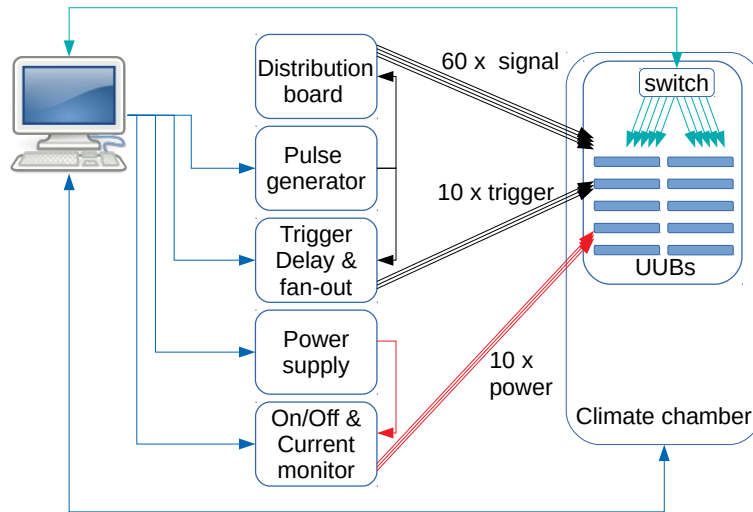 Distribution
board
60 x signal
switch
Pulse
generator
10 x trigger
Trigger
Delay &
fan-out
UUBs
Power
supply
10 x
power
On/Off &
Current
monitor
Climate chamber